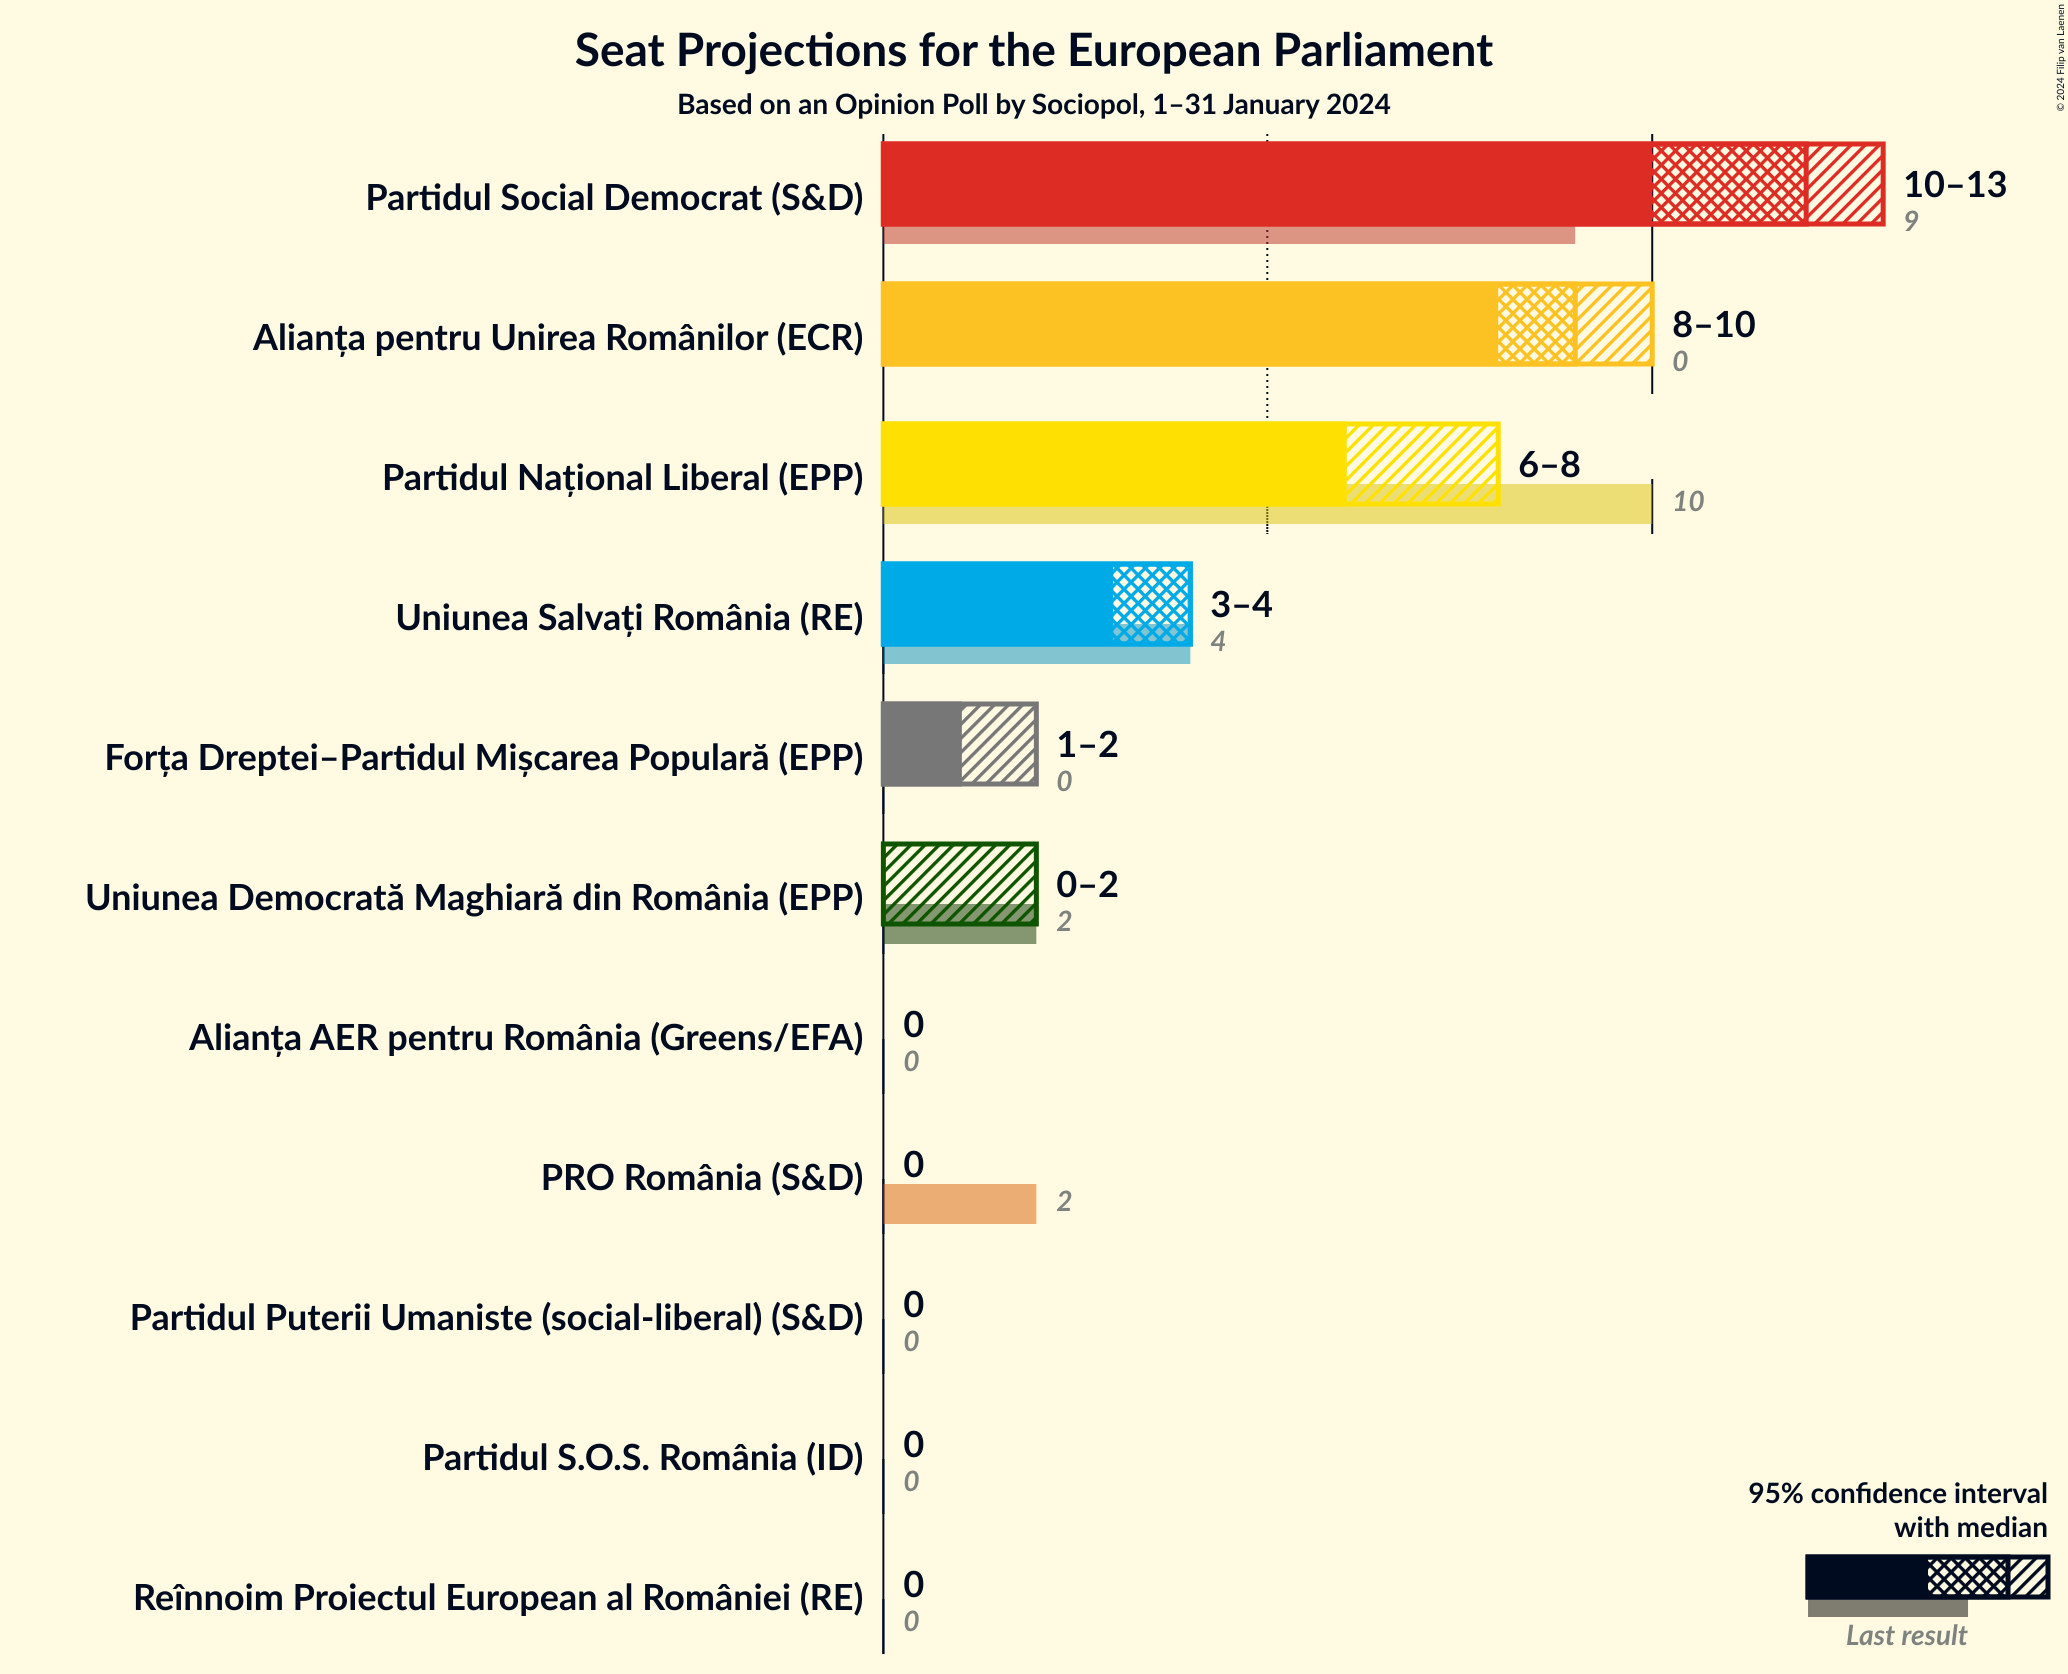 Seat Projections for the European Parliament
Based on an Opinion Poll by Sociopol, 1–31 January 2024
© 2024 Filip van Laenen
Partidul Social Democrat (S&D)
10–13
9
Alianța pentru Unirea Românilor (ECR)
8–10
0
Partidul Național Liberal (EPP)
6–8
10
Uniunea Salvați România (RE)
3–4
4
Forța Dreptei–Partidul Mișcarea Populară (EPP)
1–2
0
Uniunea Democrată Maghiară din România (EPP)
0–2
2
Alianța AER pentru România (Greens/EFA)
0
0
PRO România (S&D)
0
2
Partidul Puterii Umaniste (social-liberal) (S&D)
0
0
Partidul S.O.S. România (ID)
0
0
Reînnoim Proiectul European al României (RE)
0
0
95% confidence interval
with median
Last result